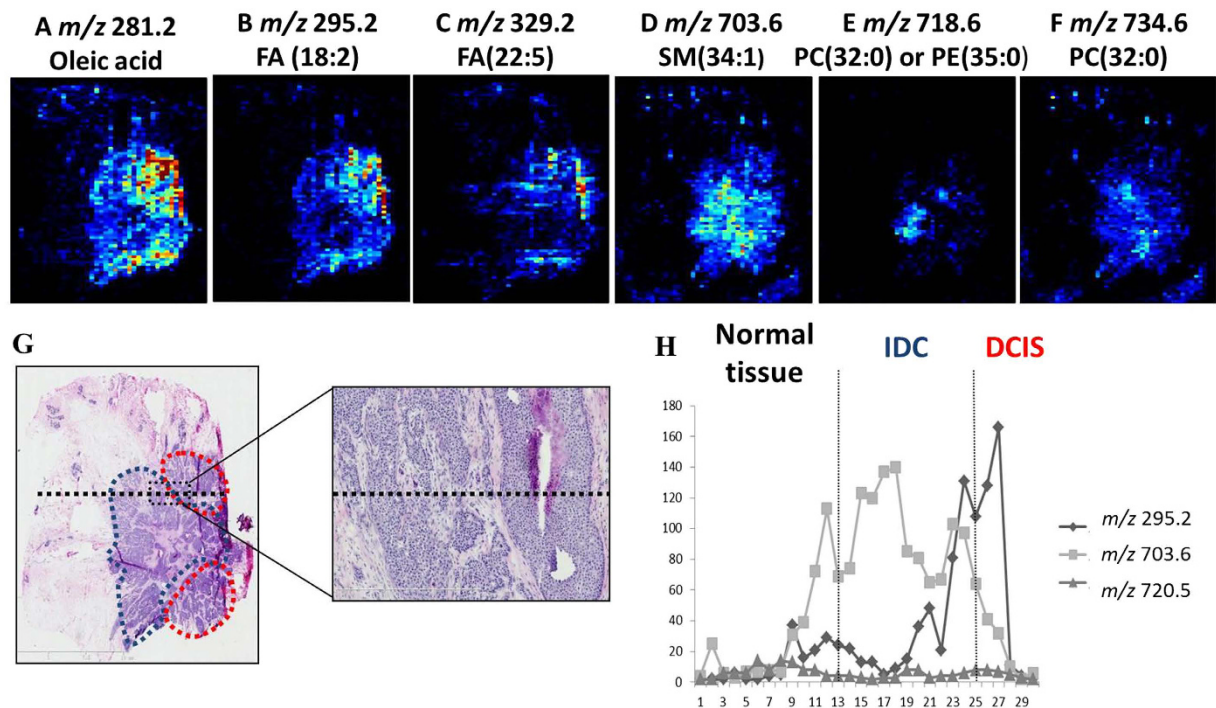 A m/z 281.2
Oleic acid
B m/z 295.2
FA (18:2)
C m/z 329.2
FA(22:5)
D m/z 703.6
SM(34:1)
E m/z 718.6
PC(32:0) or PE(35:0)
F m/z 734.6
PC(32:0)
G
H
Normal
tissue
IDC
DCIS
180
160
140
120
100
80
60
40
20
0
1 3 5 7 9 11 13 15 17 19 21 23 25 27 29
m/z 295.2
m/z 703.6
m/z 720.5